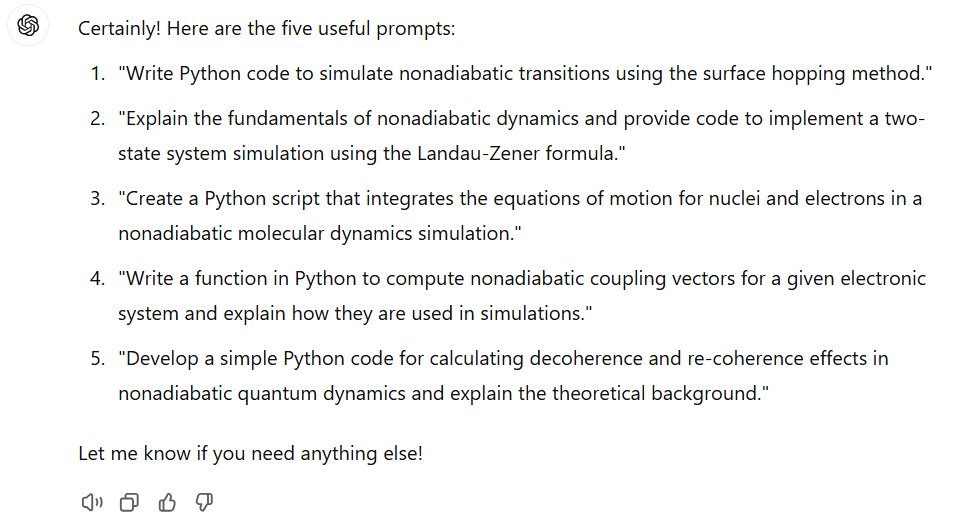 Certainly! Here are the five useful prompts:
1. "Write Python code to simulate nonadiabatic transitions using the surface hopping method."
2. "Explain the fundamentals of nonadiabatic dynamics and provide code to implement a two-
state system simulation using the Landau-Zener formula."
3. "Create a Python script that integrates the equations of motion for nuclei and electrons in a
nonadiabatic molecular dynamics simulation."
4. "Write a function in Python to compute nonadiabatic coupling vectors for a given electronic
system and explain how they are used in simulations."
5. "Develop a simple Python code for calculating decoherence and re-coherence effects in
nonadiabatic quantum dynamics and explain the theoretical background."
Let me know if you need anything else!